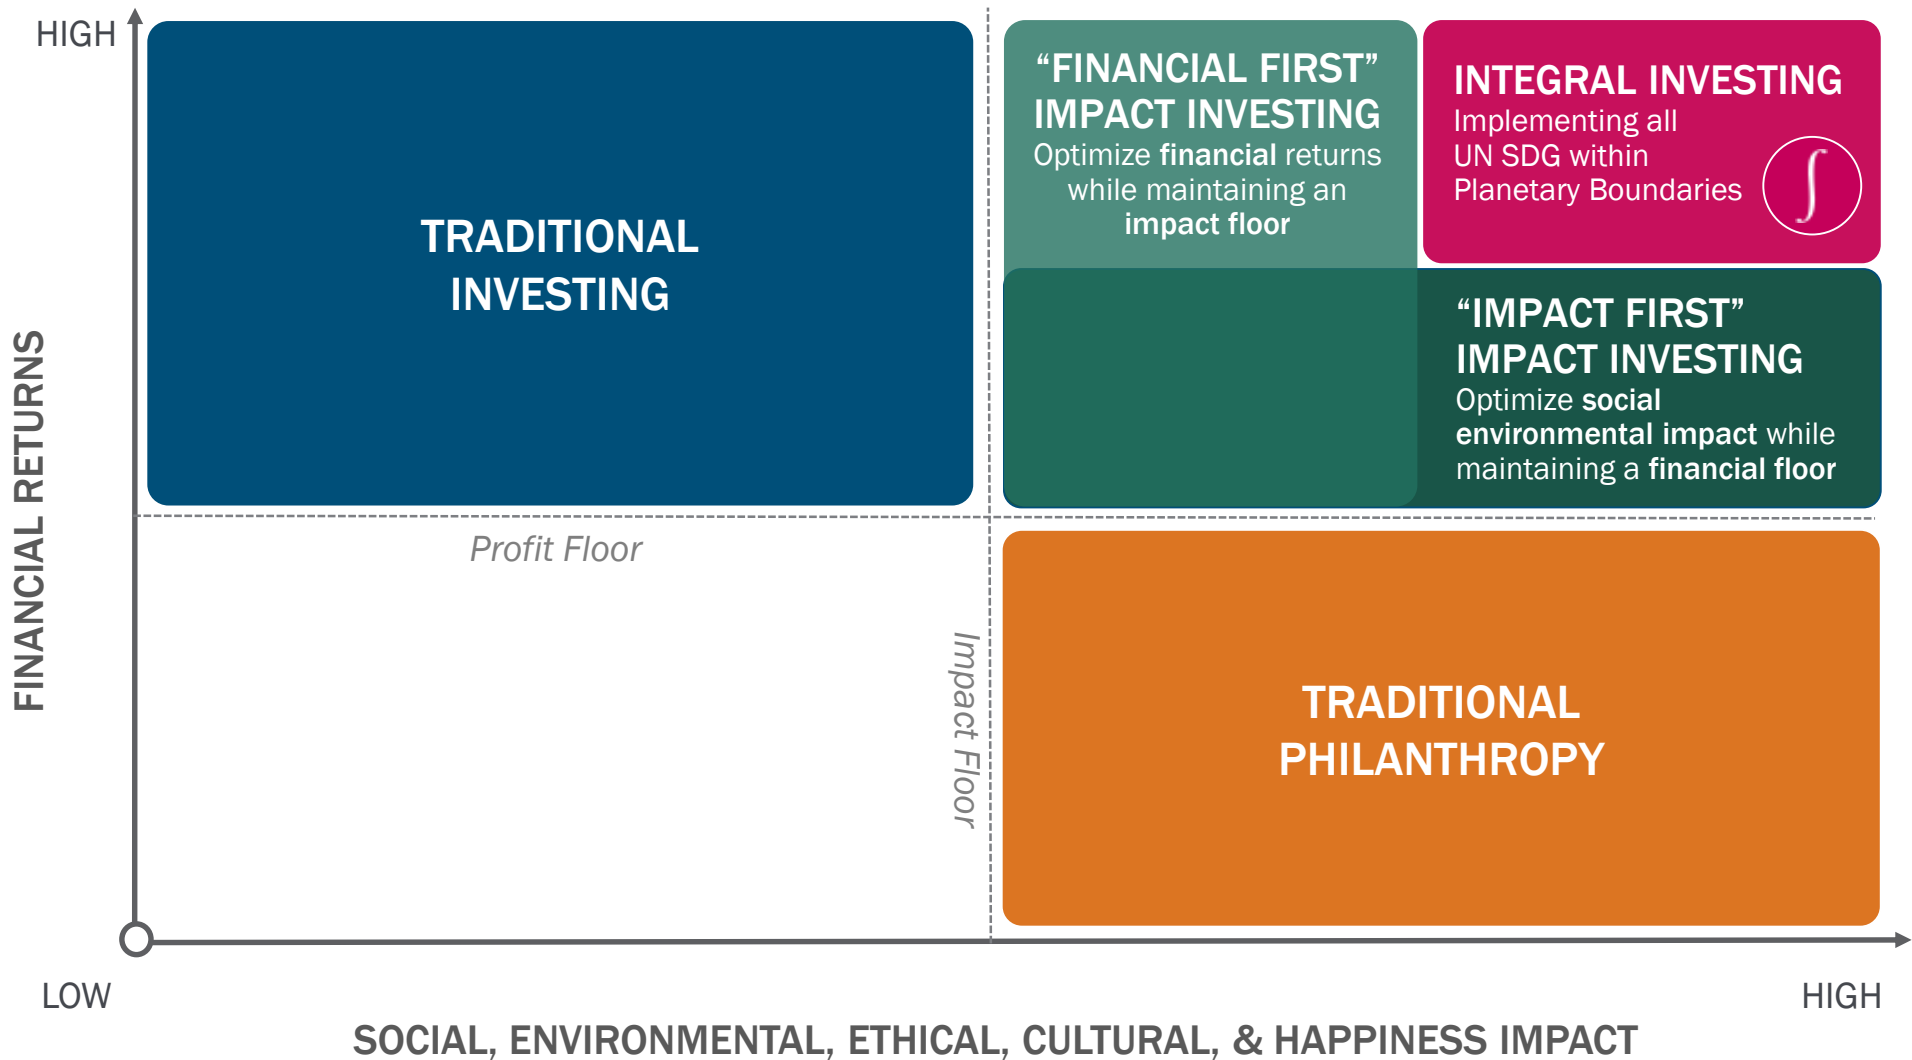 HIGH
FINANCIAL RETURNS
TRADITIONAL
INVESTING
“FINANCIAL FIRST”
IMPACT INVESTING
Optimize financial returns
while maintaining an
impact floor
INTEGRAL INVESTING
Implementing all
UN SDG within
Planetary Boundaries
∫
“IMPACT FIRST”
IMPACT INVESTING
Optimize social
environmental impact while
maintaining a financial floor
Profit Floor
Impact Floor
TRADITIONAL
PHILANTHROPY
LOW
HIGH
SOCIAL, ENVIRONMENTAL, ETHICAL, CULTURAL, & HAPPINESS IMPACT